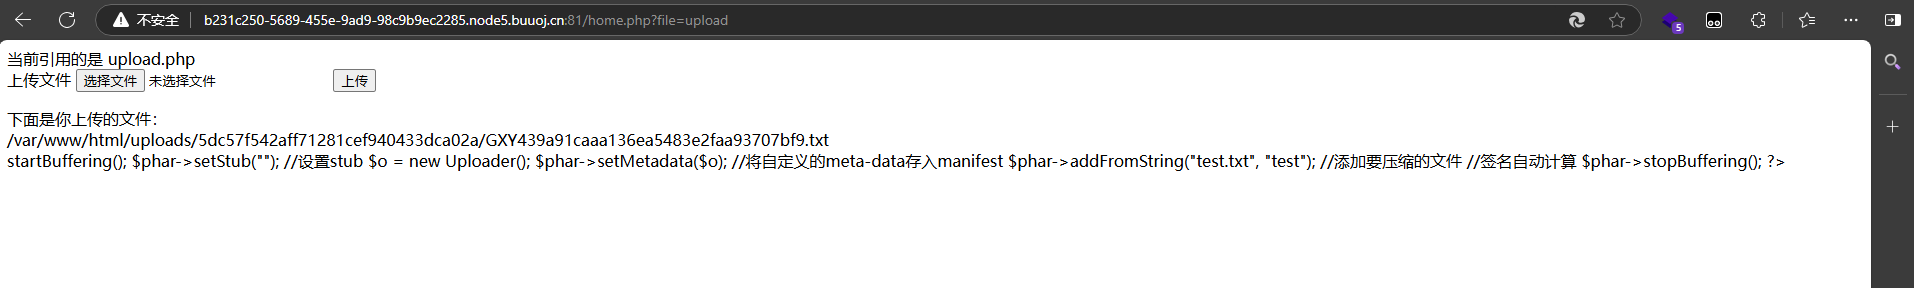 不安全 b231c250-5689-455e-9ad9-98c9b9ec2285.node5.buuoj.cn:81/home.php?file=upload
5
当前引用的是 upload.php
上传文件 选择文件 未选择文件 上传
下面是你上传的文件：
/var/www/html/uploads/5dc57f542aff71281cef940433dca02a/GXY439a91caaa136ea5483e2faa93707bf9.txt
startBuffering(); $phar->setStub(""); //设置stub $o = new Uploader(); $phar->setMetadata($o); //将自定义的meta-data存入manifest $phar->addFromString("test.txt", "test"); //添加要压缩的文件 //签名自动计算 $phar->stopBuffering(); ?>